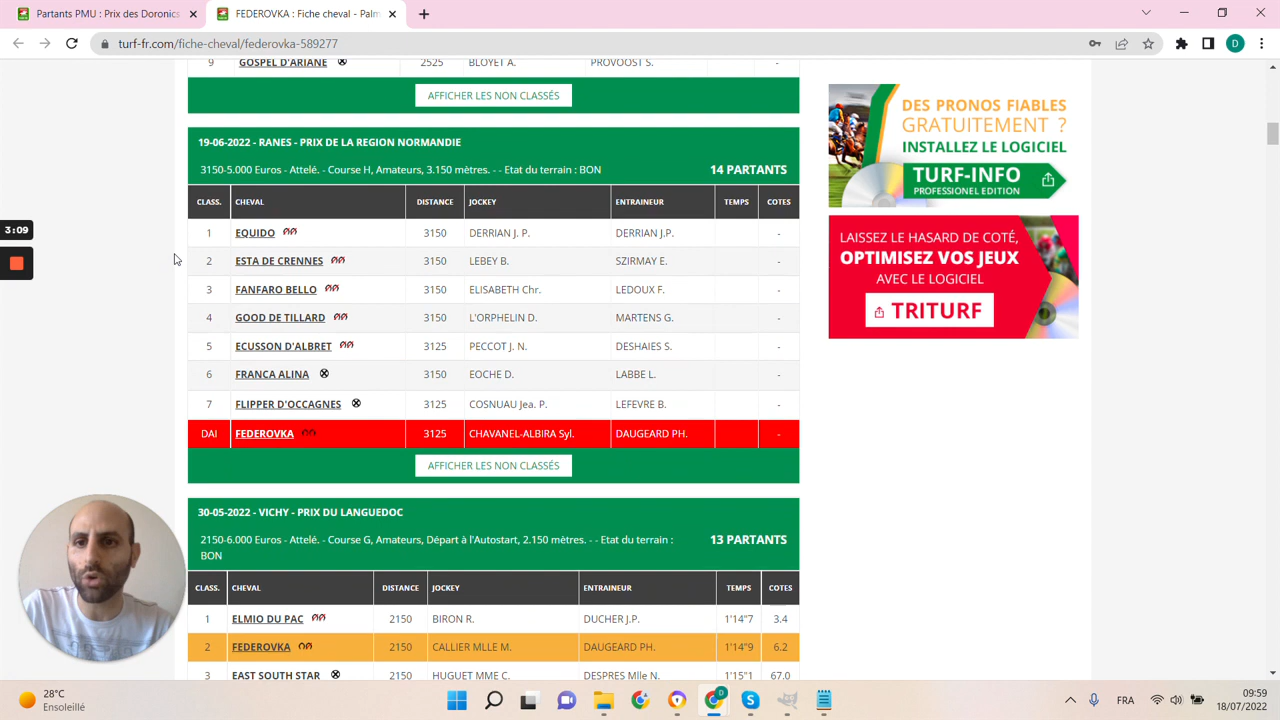 Partants PMU : Prix des Doronics
FEDEROVKA : Fiche cheval - Palm
turf-fr.com/fiche-cheval/federovka-589277
D
9 GOSPEL D'ARIANE 2525 BLOYET A. PROVOOST S. -
AFFICHER LES NON CLASSÉS
19-06-2022 - RANES - PRIX DE LA REGION NORMANDIE
3150-5.000 Euros - Attelé. - Course H, Amateurs, 3.150 mètres. - - Etat du terrain : BON 14 PARTANTS
CLASS. CHEVAL DISTANCE JOCKEY ENTRAINEUR TEMPS COTES
1 EQUIDO 3150 DERRIAN J. P. DERRIAN J.P. -
2 ESTA DE CRENNES 3150 LEBEY B. SZIRMAY E. -
3 FANFARO BELLO 3150 ELISABETH Chr. LEDOUX F. -
4 GOOD DE TILLARD 3150 L'ORPHELIN D. MARTENS G. -
5 ECUSSON D'ALBRET 3125 PECCOT J. N. DESHAIES S. -
6 FRANCA ALINA 3150 EOCHE D. LABBE L. -
7 FLIPPER D'OCCAGNES 3125 COSNUAU Jea. P. LEFEVRE B. -
DAI FEDEROVKA 3125 CHAVANEL-ALBIRA Syl. DAUGEARD PH. -
AFFICHER LES NON CLASSÉS
30-05-2022 - VICHY - PRIX DU LANGUEDOC
2150-6.000 Euros - Attelé. - Course G, Amateurs, Départ à l'Autostart, 2.150 mètres. - - Etat du terrain : 13 PARTANTS
BON
CLASS. CHEVAL DISTANCE JOCKEY ENTRAINEUR TEMPS COTES
1 ELMIO DU PAC 2150 BIRON R. DUCHER J.P. 1'14"7 3.4
2 FEDEROVKA 2150 CALLIER MLLE M. DAUGEARD PH. 1'14"9 6.2
3 EAST SOUTH STAR 2150 HUGUET MME C. DESPRES Mlle N. 1'15"1 67.0
DES PRONOS FIABLES
GRATUITEMENT ?
INSTALLEZ LE LOGICIEL
TURF-INFO
PROFESSIONEL EDITION
LAISSEZ LE HASARD DE COTÉ,
OPTIMISEZ VOS JEUX
AVEC LE LOGICIEL
TRITURF
3:09
28°C
Ensoleillé
D
FRA
09:59
18/07/2022